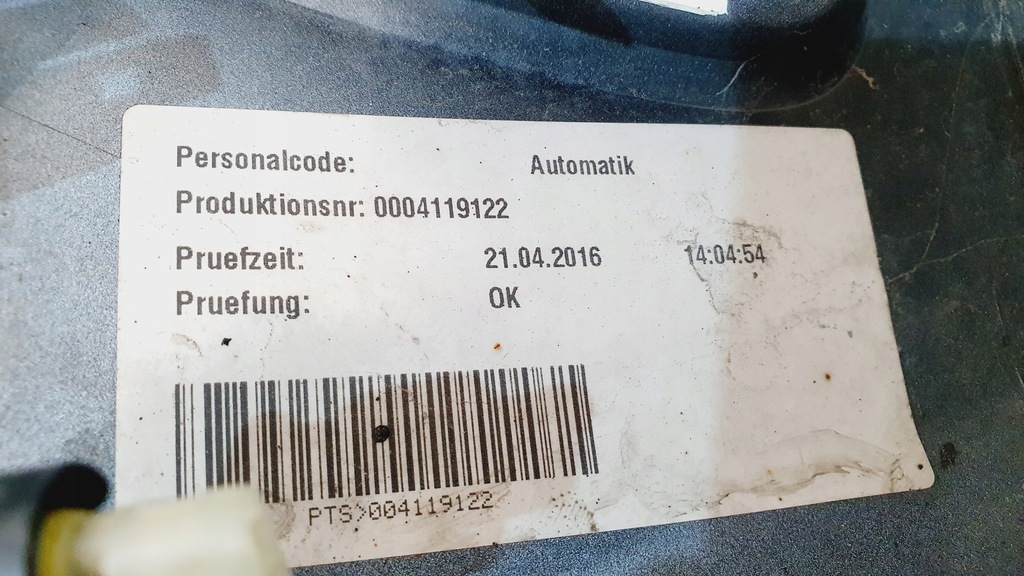 Personalcode: Automatik
Produktionsnr: 0004119122
Pruefzeit: 21.04.2016 14:04:54
Pruefung: OK
PTS>004119122